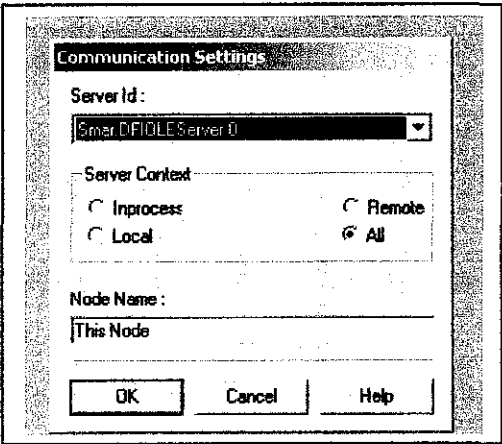 Communication Settings
Server Id :
Smar.DFIOLEServer.0
Server Context
Inprocess
Remote
Local
All
Node Name :
This Node
OK
Cancel
Help